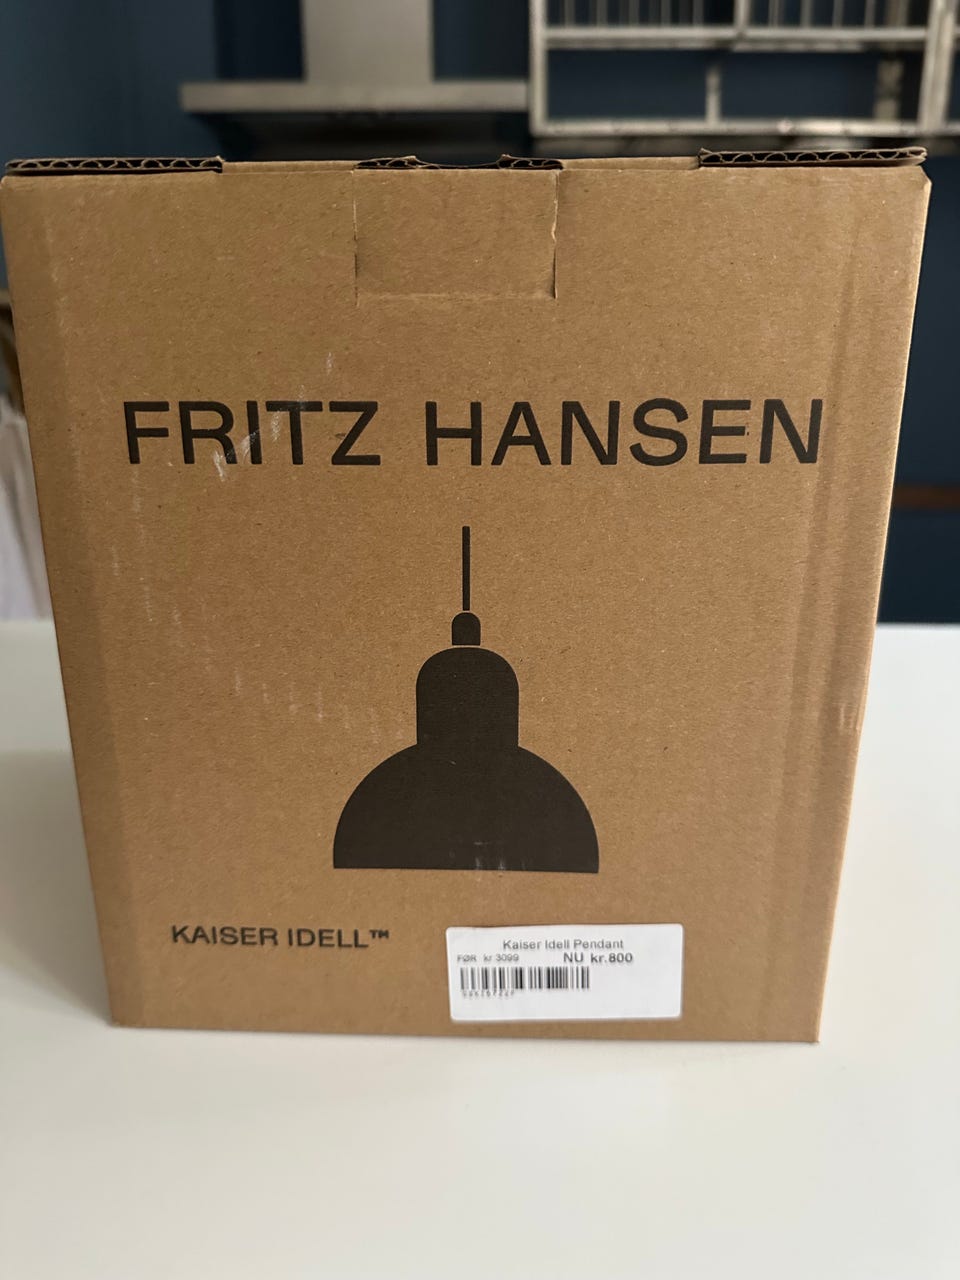 FRITZ HANSEN
KAISER IDELL™
Kaiser Idell Pendant
FØR kr 3099 NU kr.800